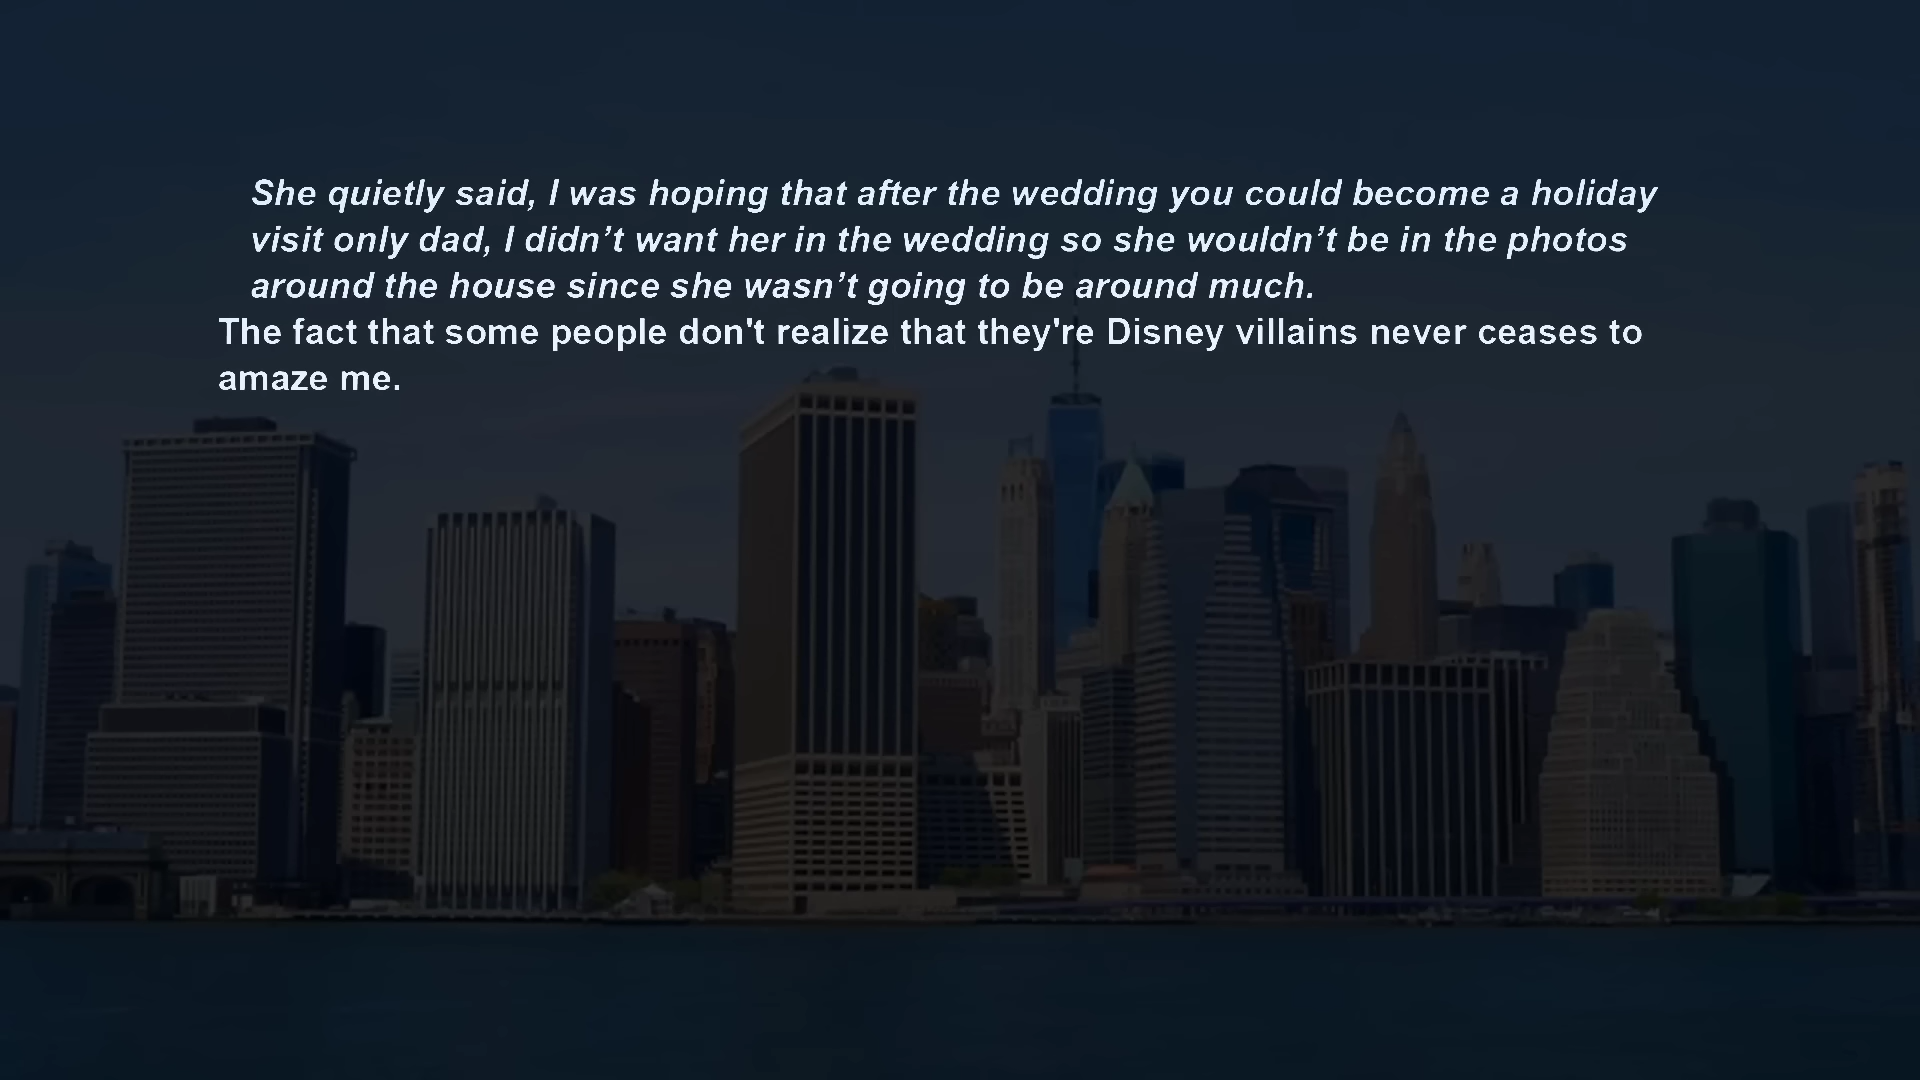 She quietly said, I was hoping that after the wedding you could become a holiday
visit only dad, I didn’t want her in the wedding so she wouldn’t be in the photos
around the house since she wasn’t going to be around much.
The fact that some people don't realize that they're Disney villains never ceases to
amaze me.